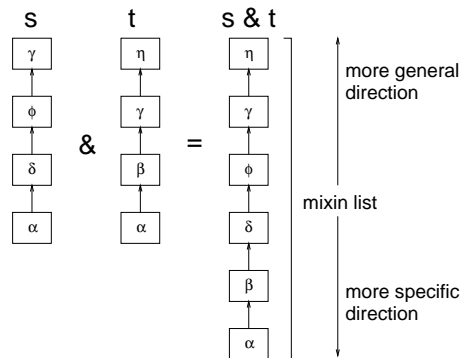 s t s & t
γ η η
φ γ γ
δ & β = φ
α α δ
β
α
more general
direction
mixin list
more specific
direction